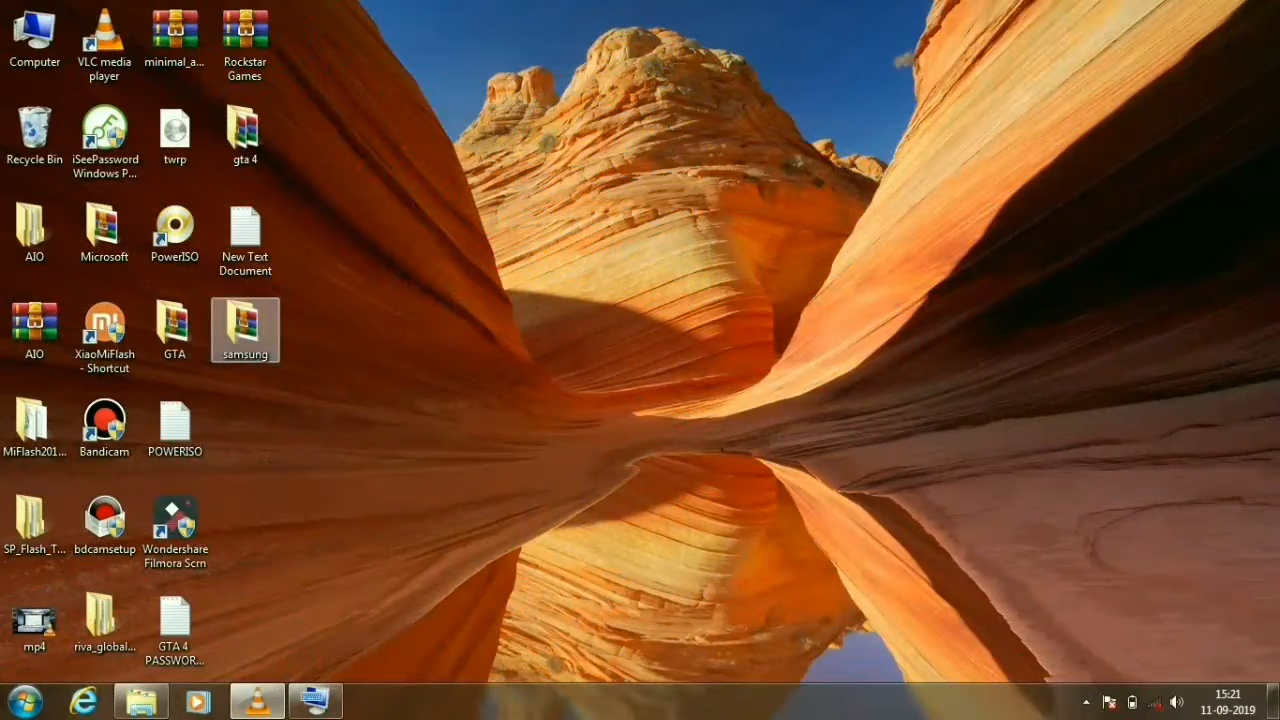 Computer
VLC media
player
minimal_a...
Rockstar
Games
Recycle Bin
iSeePassword
Windows P...
twrp
gta 4
AIO
Microsoft
PowerISO
New Text
Document
AIO
XiaoMiFlash
- Shortcut
GTA
samsung
MiFlash201...
Bandicam
POWERISO
SP_Flash_T...
bdcamsetup
Wondershare
Filmora Scrn
mp4
riva_global...
GTA 4
PASSWOR...
15:21
11-09-2019